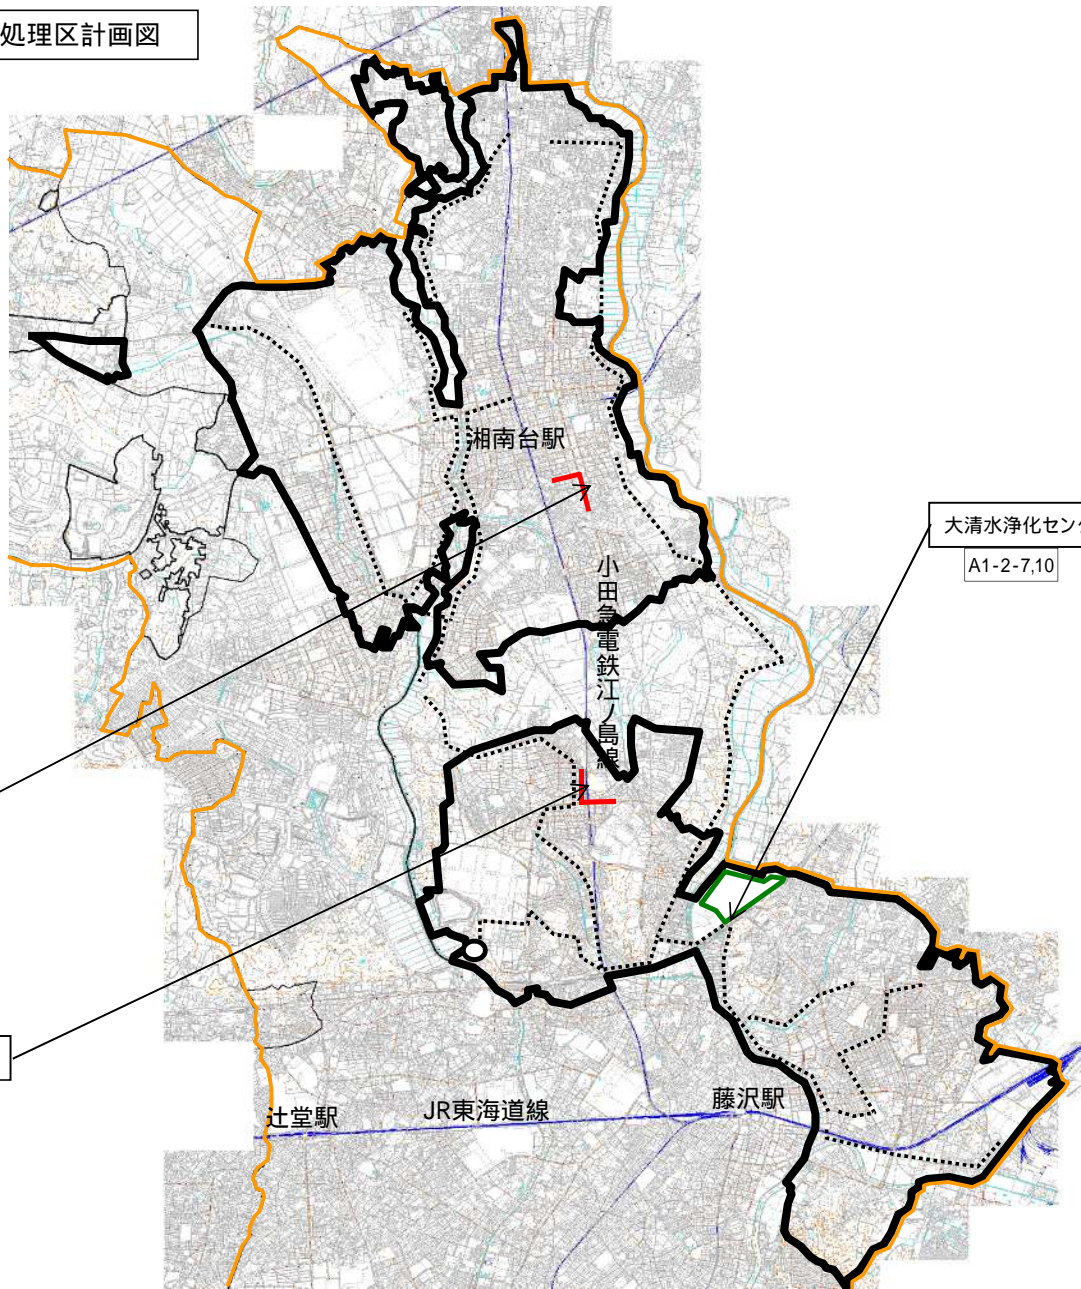 処理区計画図
湘南台駅
大清水浄化センタ
A1-2-7,10
小田急電鉄江ノ島線
辻堂駅
JR東海道線
藤沢駅